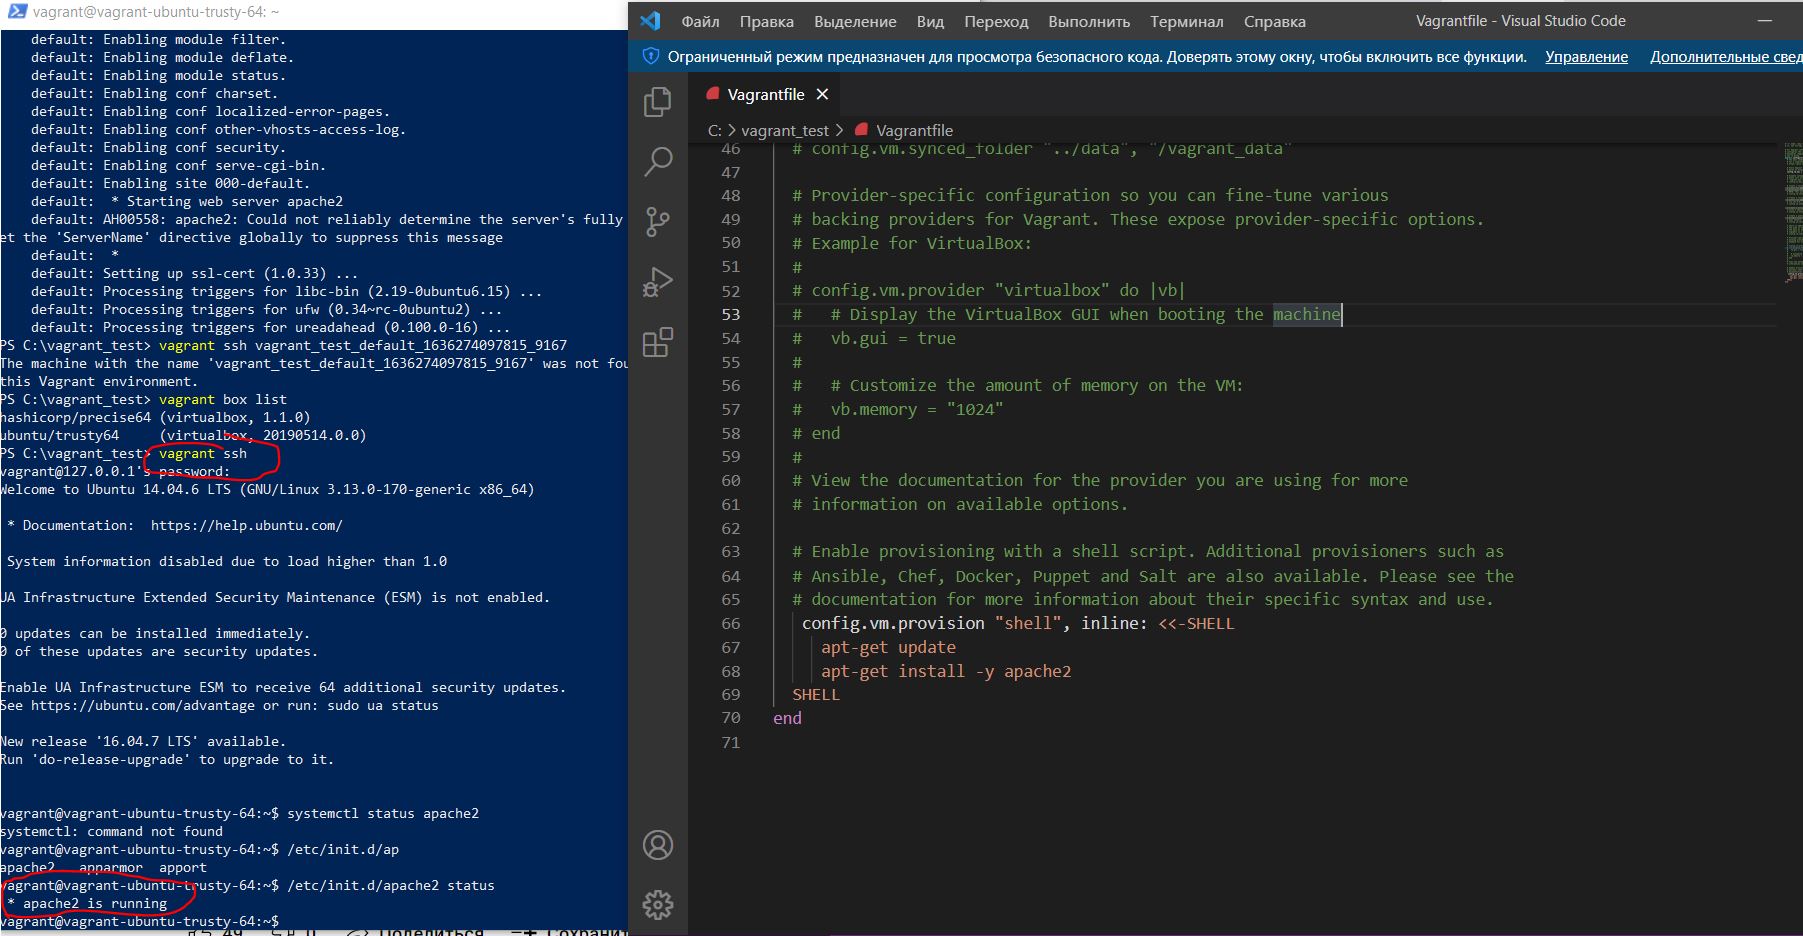 vagrant@vagrant-ubuntu-trusty-64: ~
default: Enabling module filter.
default: Enabling module deflate.
default: Enabling module status.
default: Enabling conf charset.
default: Enabling conf localized-error-pages.
default: Enabling conf other-vhosts-access-log.
default: Enabling conf security.
default: Enabling conf serve-cgi-bin.
default: Enabling site 000-default.
default:  * Starting web server apache2
default: AH00558: apache2: Could not reliably determine the server's fully
et the 'ServerName' directive globally to suppress this message
default:  *
default: Setting up ssl-cert (1.0.33) ...
default: Processing triggers for libc-bin (2.19-0ubuntu6.15) ...
default: Processing triggers for ufw (0.34~rc-0ubuntu2) ...
default: Processing triggers for ureadahead (0.100.0-16) ...
PS C:\vagrant_test> vagrant ssh vagrant_test_default_1636274097815_9167
The machine with the name 'vagrant_test_default_1636274097815_9167' was not fou
this Vagrant environment.
PS C:\vagrant_test> vagrant box list
hashicorp/precise64 (virtualbox, 1.1.0)
ubuntu/trusty64     (virtualbox, 20190514.0.0)
PS C:\vagrant_test> vagrant ssh
vagrant@127.0.0.1's password:
Welcome to Ubuntu 14.04.6 LTS (GNU/Linux 3.13.0-170-generic x86_64)
* Documentation:  https://help.ubuntu.com/
System information disabled due to load higher than 1.0
UA Infrastructure Extended Security Maintenance (ESM) is not enabled.
0 updates can be installed immediately.
0 of these updates are security updates.
Enable UA Infrastructure ESM to receive 64 additional security updates.
See https://ubuntu.com/advantage or run: sudo ua status
New release '16.04.7 LTS' available.
Run 'do-release-upgrade' to upgrade to it.
vagrant@vagrant-ubuntu-trusty-64:~$ systemctl status apache2
systemctl: command not found
vagrant@vagrant-ubuntu-trusty-64:~$ /etc/init.d/ap
apache2   apparmor  apport
vagrant@vagrant-ubuntu-trusty-64:~$ /etc/init.d/apache2 status
* apache2 is running
vagrant@vagrant-ubuntu-trusty-64:~$
Файл Правка Выделение Вид Переход Выполнить Терминал Справка Vagrantfile - Visual Studio Code
Ограниченный режим предназначен для просмотра безопасного кода. Доверять этому окну, чтобы включить все функции. Управление Дополнительные свед
Vagrantfile
C: > vagrant_test > Vagrantfile
46 # config.vm.synced_folder "../data", "/vagrant_data"
47
48 # Provider-specific configuration so you can fine-tune various
49 # backing providers for Vagrant. These expose provider-specific options.
50 # Example for VirtualBox:
51 #
52 # config.vm.provider "virtualbox" do |vb|
53 #   # Display the VirtualBox GUI when booting the machine
54 #   vb.gui = true
55 #
56 #   # Customize the amount of memory on the VM:
57 #   vb.memory = "1024"
58 # end
59 #
60 # View the documentation for the provider you are using for more
61 # information on available options.
62
63 # Enable provisioning with a shell script. Additional provisioners such as
64 # Ansible, Chef, Docker, Puppet and Salt are also available. Please see the
65 # documentation for more information about their specific syntax and use.
66 config.vm.provision "shell", inline: <<-SHELL
67 apt-get update
68 apt-get install -y apache2
69 SHELL
70 end
71